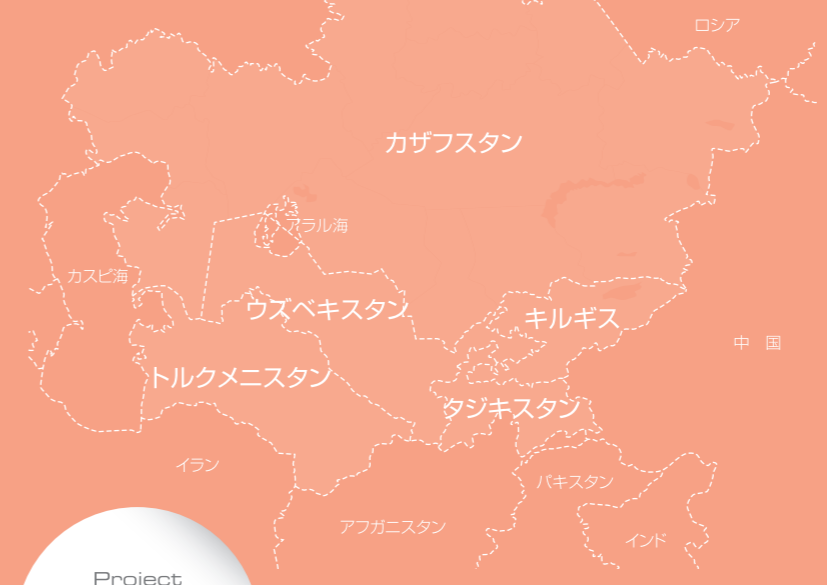 ロシア
カザフスタン
アラル海
カスピ海
ウズベキスタン
キルギス
中 国
トルクメニスタン
タジキスタン
イラン
パキスタン
アフガニスタン
インド
Project